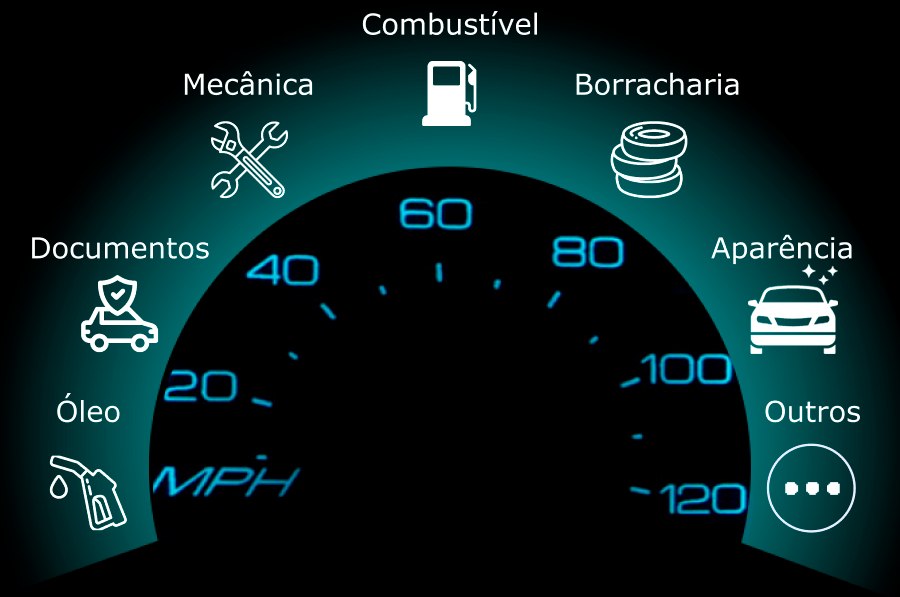 Combustível
Mecânica
Borracharia
Documentos
Aparência
Óleo
Outros
60
40
80
20
100
MPH
120